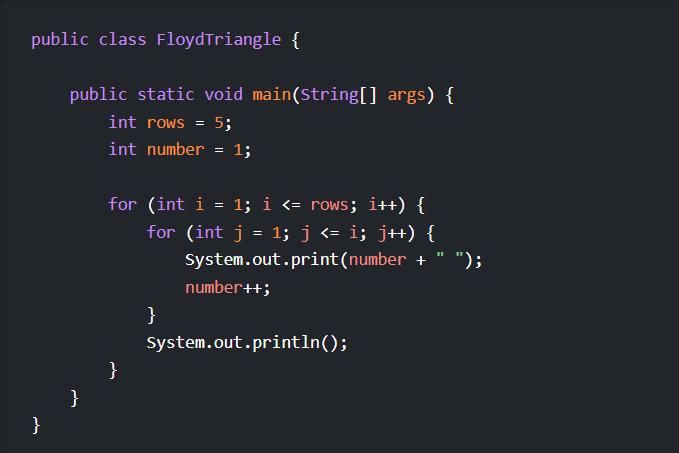 public class FloydTriangle {
public static void main(String[] args) {
int rows = 5;
int number = 1;
for (int i = 1; i <= rows; i++) {
for (int j = 1; j <= i; j++) {
System.out.print(number + " ");
number++;
}
System.out.println();
}
}
}